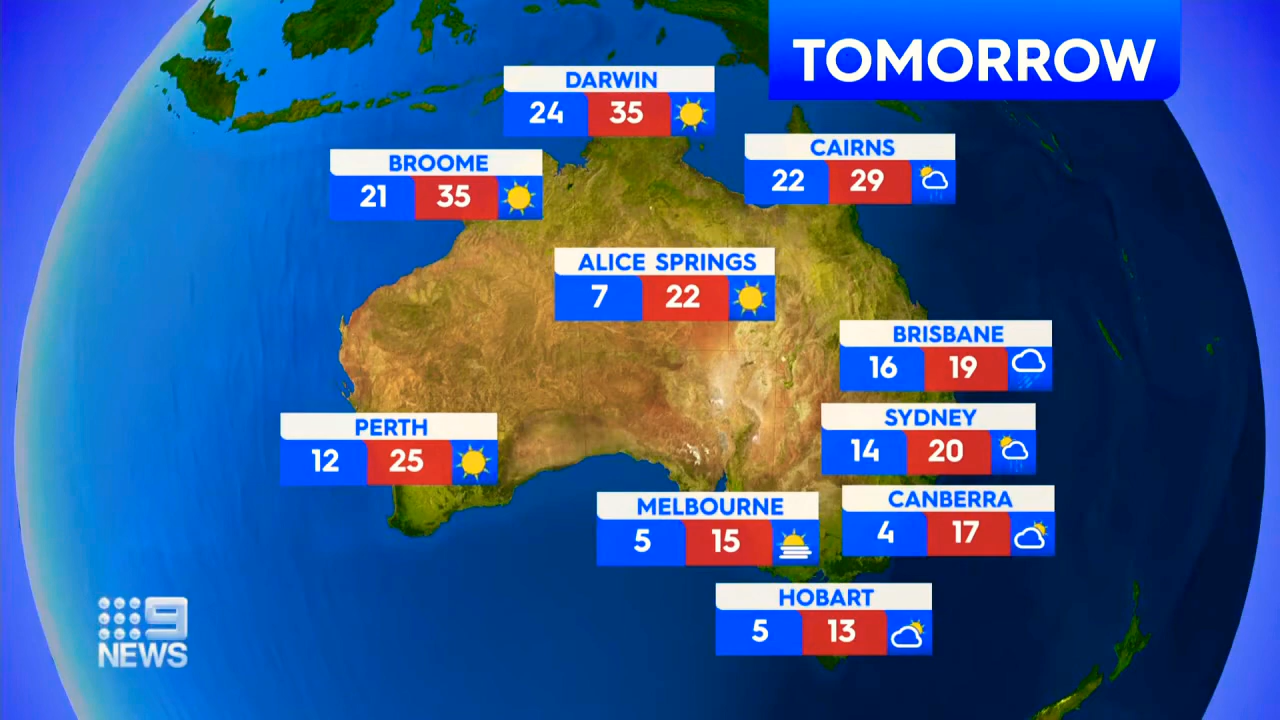 TOMORROW
DARWIN
24 35
BROOME
21 35
CAIRNS
22 29
ALICE SPRINGS
7 22
BRISBANE
16 19
PERTH
12 25
SYDNEY
14 20
MELBOURNE
5 15
CANBERRA
4 17
HOBART
5 13
9
NEWS